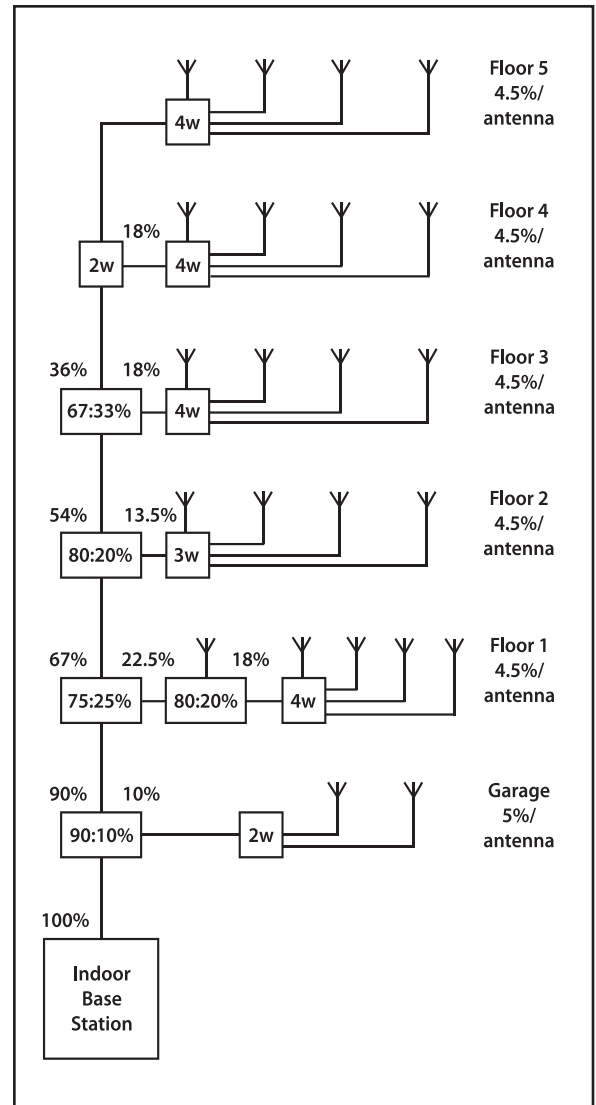 Floor 5
4.5%/
antenna
4w
Floor 4
4.5%/
antenna
18%
2w
4w
Floor 3
4.5%/
antenna
36%
18%
67:33%
4w
Floor 2
4.5%/
antenna
54%
13.5%
80:20%
3w
Floor 1
4.5%/
antenna
67%
22.5%
18%
75:25%
80:20%
4w
Garage
5%/
antenna
90%
10%
90:10%
2w
100%
Indoor
Base
Station